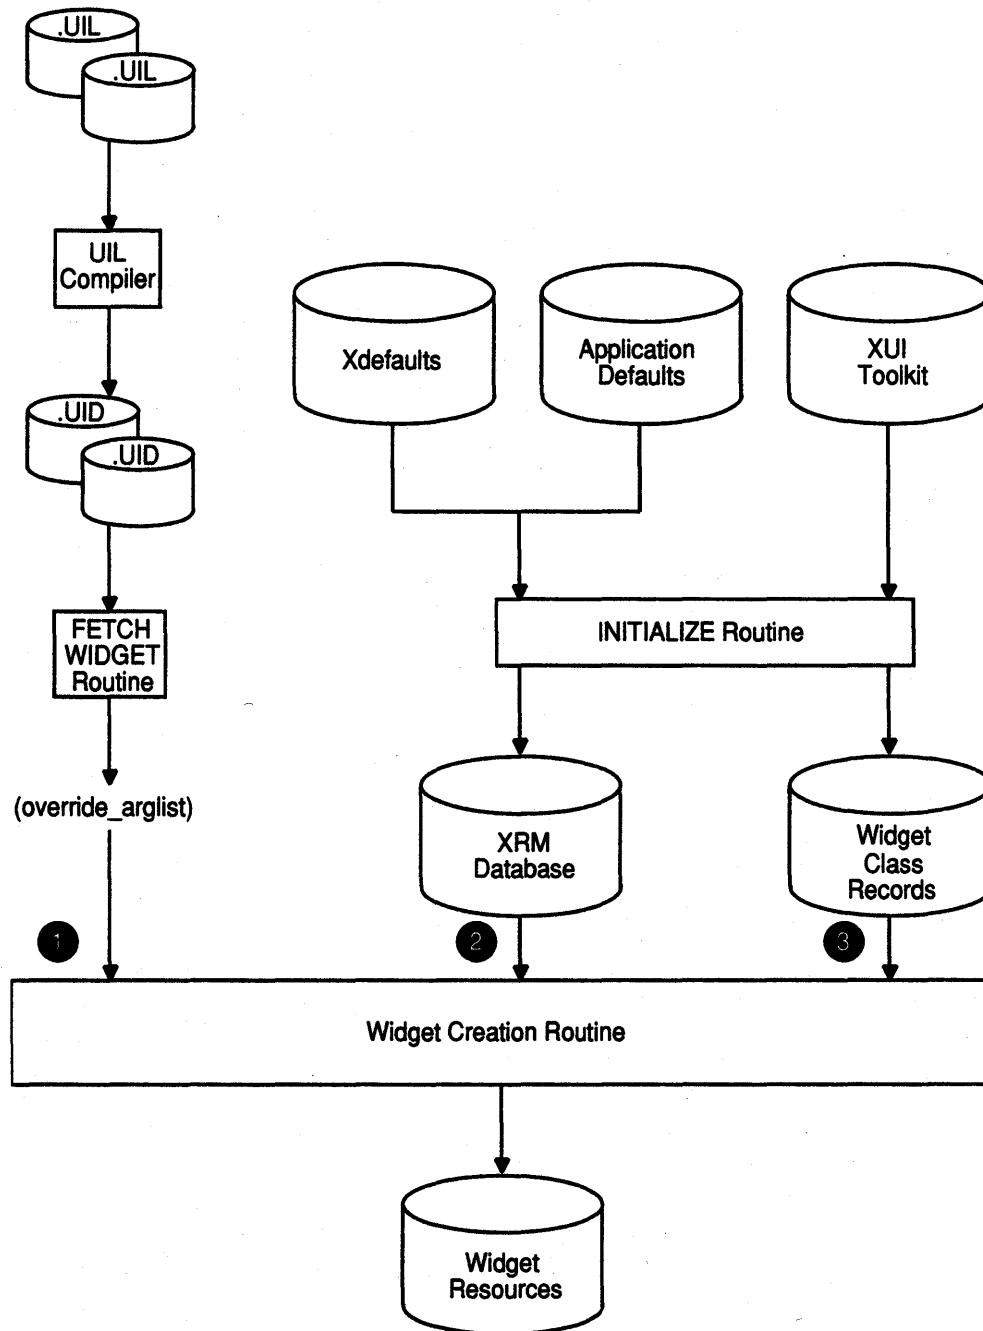 .UIL
.UIL
UIL
Compiler
Xdefaults
Application
Defaults
XUI
Toolkit
.UID
.UID
FETCH
WIDGET
Routine
INITIALIZE Routine
(override_arglist)
XRM
Database
Widget
Class
Records
1
2
3
Widget Creation Routine
Widget
Resources